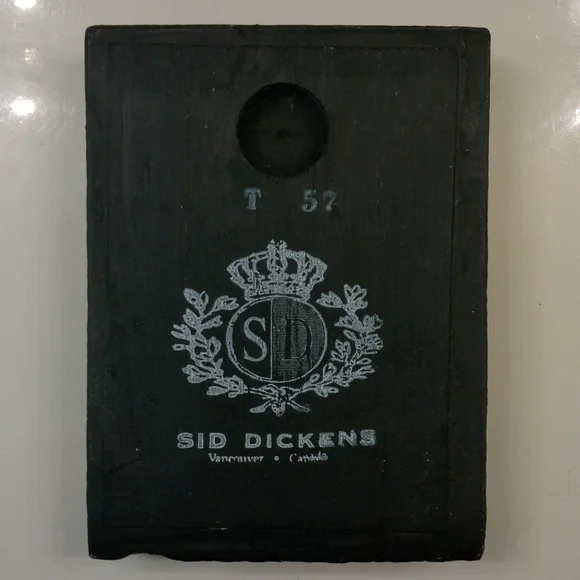 T 57
SD
SID DICKENS
Vancouver • Canada